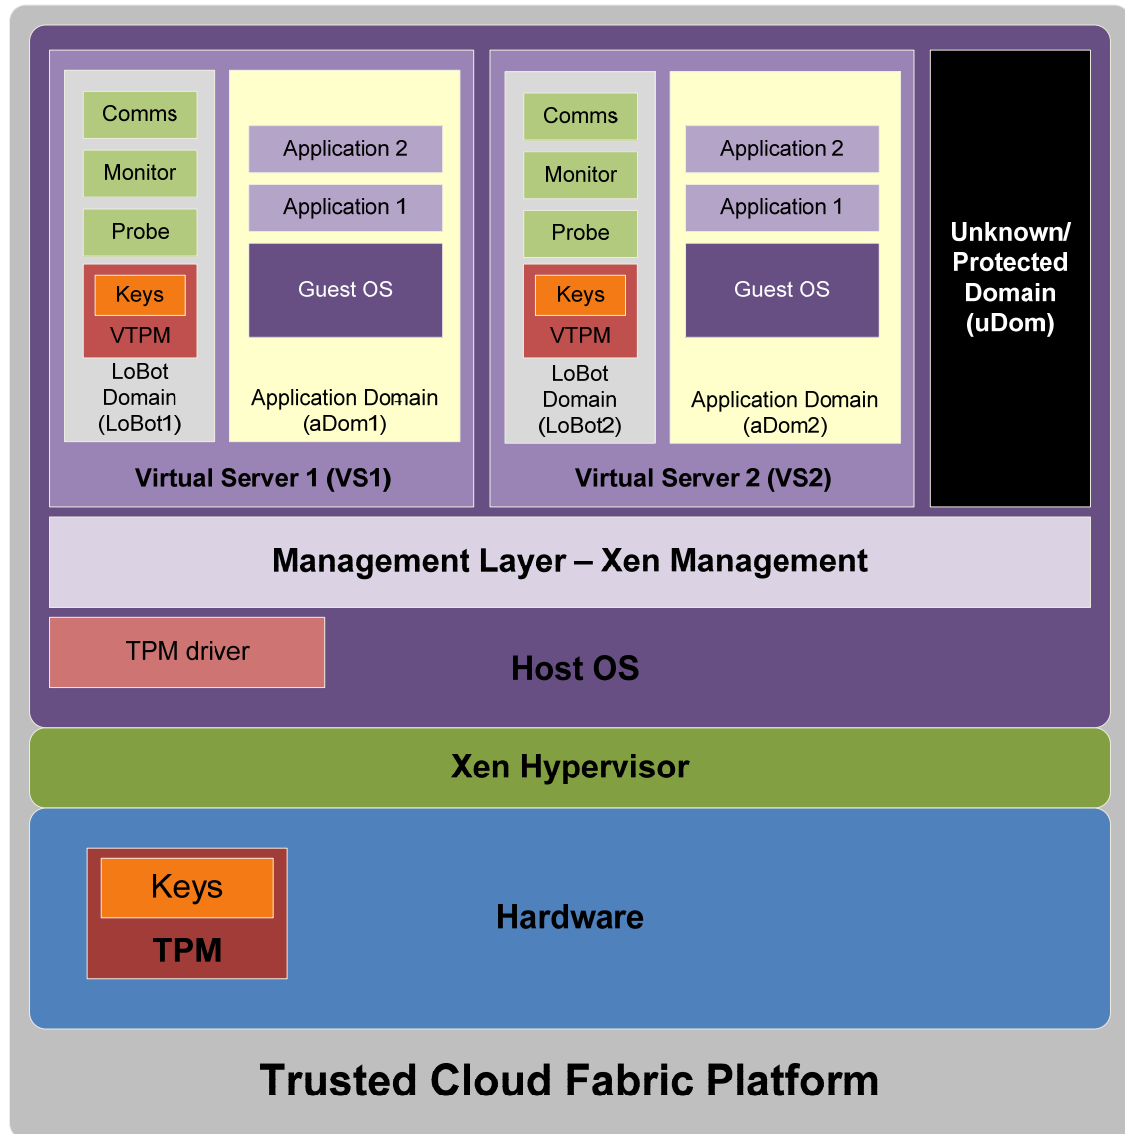 Comms
Monitor
Probe
Keys
VTPM
LoBot
Domain
(LoBot1)
Application 2
Application 1
Guest OS
Application Domain
(aDom1)
Virtual Server 1 (VS1)
Comms
Monitor
Probe
Keys
VTPM
LoBot
Domain
(LoBot2)
Application 2
Application 1
Guest OS
Application Domain
(aDom2)
Virtual Server 2 (VS2)
Unknown/
Protected
Domain
(uDom)
Management Layer – Xen Management
TPM driver
Host OS
Xen Hypervisor
Keys
TPM
Hardware
Trusted Cloud Fabric Platform